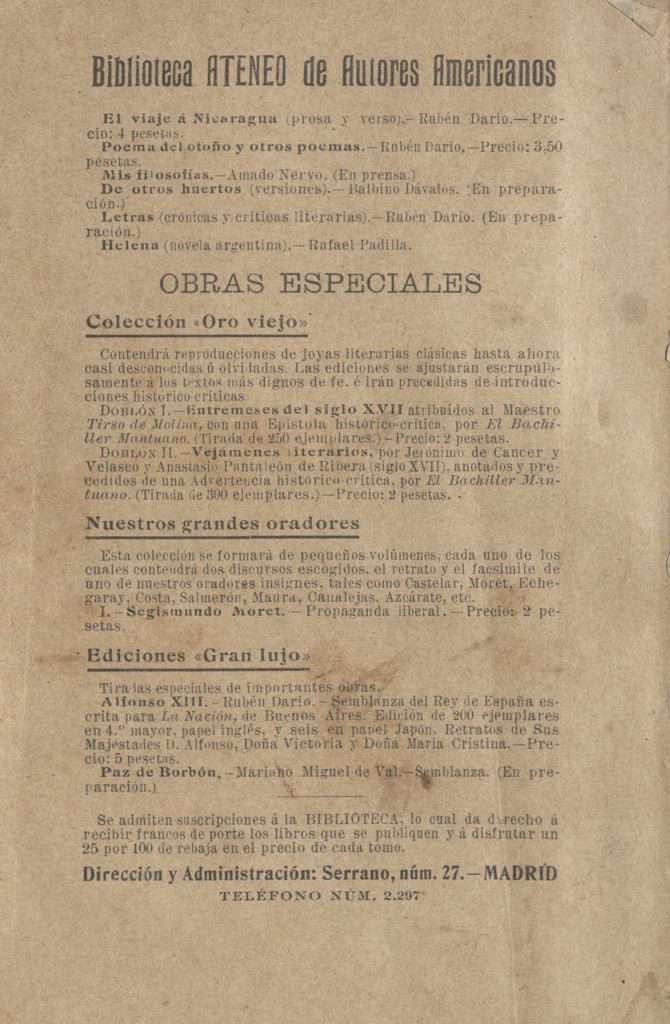 Biblioteca ATENEO de Autores Americanos
El viaje á Nicaragua (prosa y verso).—Rubén Darío.—Pre-
cio: 4 pesetas.
Poema del otoño y otros poemas.—Rubén Darío.—Precio: 3,50
pesetas.
Mis filosofías.—Amado Nervo. (En prensa.)
De otros huertos (versiones).—Balbino Dávalos. (En prepara-
ción.)
Letras (crónicas y críticas literarias).—Rubén Darío. (En prepa-
ración.)
Helena (novela argentina).—Rafael Padilla.
OBRAS ESPECIALES
Colección «Oro viejo»
Contendrá reproducciones de joyas literarias clásicas hasta ahora
casi desconocidas ú olvidadas. Las ediciones se ajustarán escrupulo-
samente á los textos más dignos de fe, é irán precedidas de introduc-
ciones histórico críticas
DOBLÓN I.—Entremeses del siglo XVII atribuídos al Maestro
Tirso de Molina, con una Epístola histórico-crítica, por El Bachi-
ller Mantuano. (Tirada de 250 ejemplares.)—Precio: 2 pesetas.
DOBLÓN II.—Vejámenes literarios, por Jerónimo de Cancer y
Velasco y Anastasio Pantaleón de Ribera (siglo XVII), anotados y pre-
cedidos de una Advertencia histórico-crítica, por El Bachiller Man-
tuano. (Tirada de 300 ejemplares.)—Precio: 2 pesetas.
Nuestros grandes oradores
Esta colección se formará de pequeños volúmenes, cada uno de los
cuales contendrá dos discursos escogidos, el retrato y el facsímile de
uno de nuestros oradores insignes, tales como Castelar, Moret, Eche-
garay, Costa, Salmerón, Maura, Canalejas, Azcárate, etc.
I.—Segismundo Moret.—Propaganda liberal.—Precio: 2 pe-
setas.
Ediciones «Gran lujo»
Tiradas especiales de importantes obras.
Alfonso XIII.—Rubén Darío.—Semblanza del Rey de España es-
crita para La Nación, de Buenos Aires. Edición de 200 ejemplares
en 4.º mayor, papel inglés, y seis en papel Japón. Retratos de Sus
Majestades D. Alfonso, Doña Victoria y Doña María Cristina.—Pre-
cio: 5 pesetas.
Paz de Borbón,—Mariano Miguel de Val.—Semblanza. (En pre-
paración.)
Se admiten suscripciones á la BIBLIOTECA, lo cual da derecho á
recibir francos de porte los libros que se publiquen y á disfrutar un
25 por 100 de rebaja en el precio de cada tomo.
Dirección y Administración: Serrano, núm. 27.—MADRID
TELÉFONO NÚM. 2.297